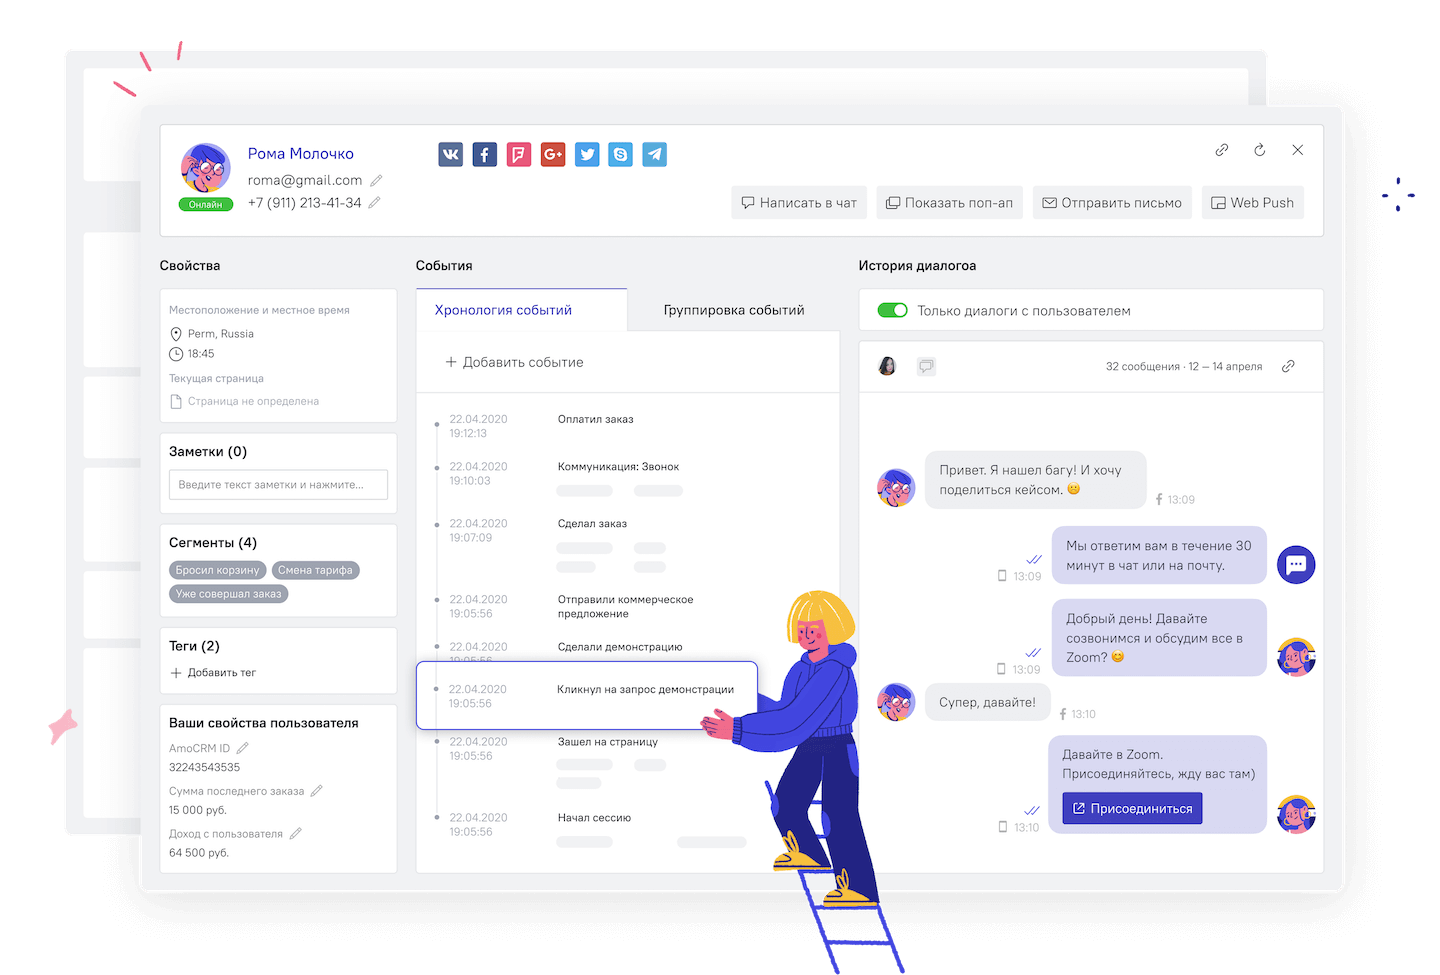 Рома Молочко
roma@gmail.com
Онлайн
+7 (911) 213-41-34
Написать в чат
Показать поп-ап
Отправить письмо
Web Push
Свойства
Местоположение и местное время
Perm, Russia
18:45
Текущая страница
Страница не определена
Заметки (0)
Введите текст заметки и нажмите...
Сегменты (4)
Бросил корзину
Смена тарифа
Уже совершал заказ
Теги (2)
+ Добавить тег
Ваши свойства пользователя
AmoCRM ID
32243543535
Сумма последнего заказа
15 000 руб.
Доход с пользователя
64 500 руб.
События
Хронология событий
Группировка событий
+ Добавить событие
22.04.2020
19:12:13
Оплатил заказ
22.04.2020
19:10:03
Коммуникация: Звонок
22.04.2020
19:07:09
Сделал заказ
22.04.2020
19:05:56
Отправили коммерческое
предложение
22.04.2020
19:05:56
Сделали демонстрацию
22.04.2020
19:05:56
Кликнул на запрос демонстрации
22.04.2020
19:05:56
Зашел на страницу
22.04.2020
19:05:56
Начал сессию
История диалогоа
Только диалоги с пользователем
32 сообщения · 12 – 14 апреля
Привет. Я нашел багу! И хочу
поделиться кейсом. 🙁
13:09
Мы ответим вам в течение 30
минут в чат или на почту.
13:09
Добрый день! Давайте
созвонимся и обсудим все в
Zoom? 😊
13:09
Супер, давайте!
13:10
Давайте в Zoom.
Присоединяйтесь, жду вас там)
Присоединиться
13:10